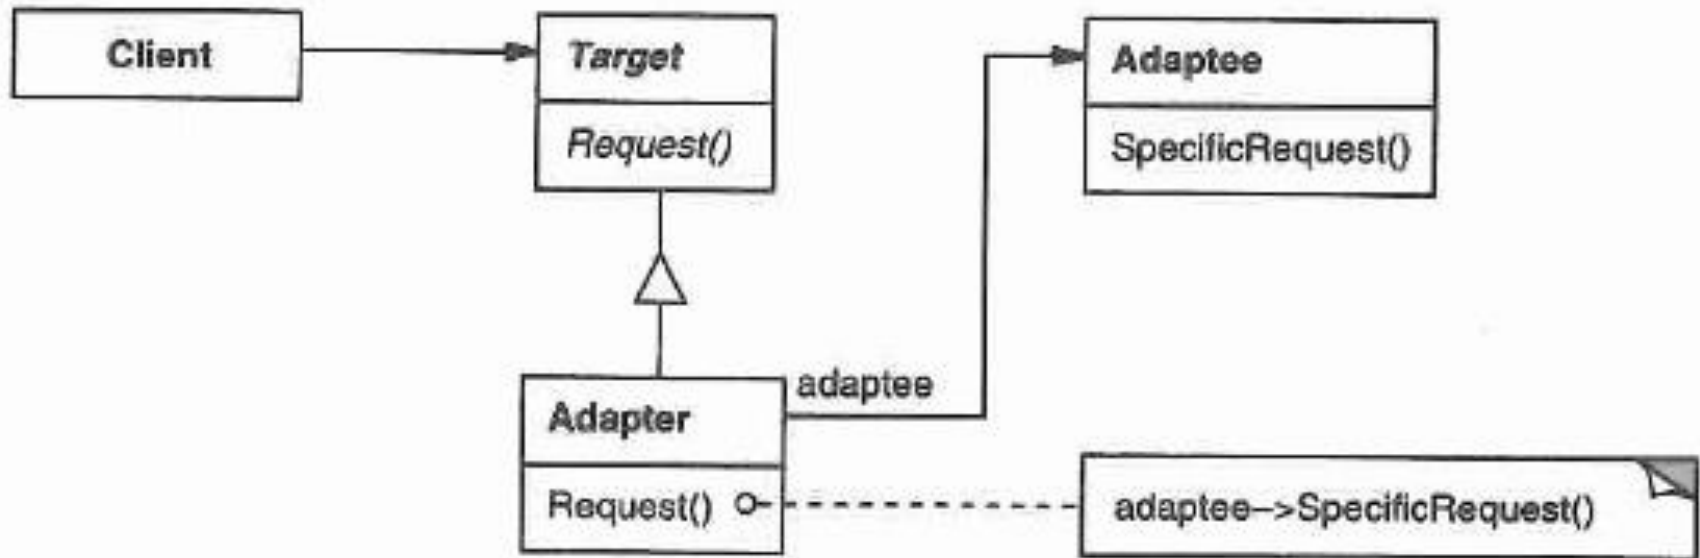 Client
Target
Request()
Adaptee
SpecificRequest()
adaptee
Adapter
Request()
adaptee->SpecificRequest()